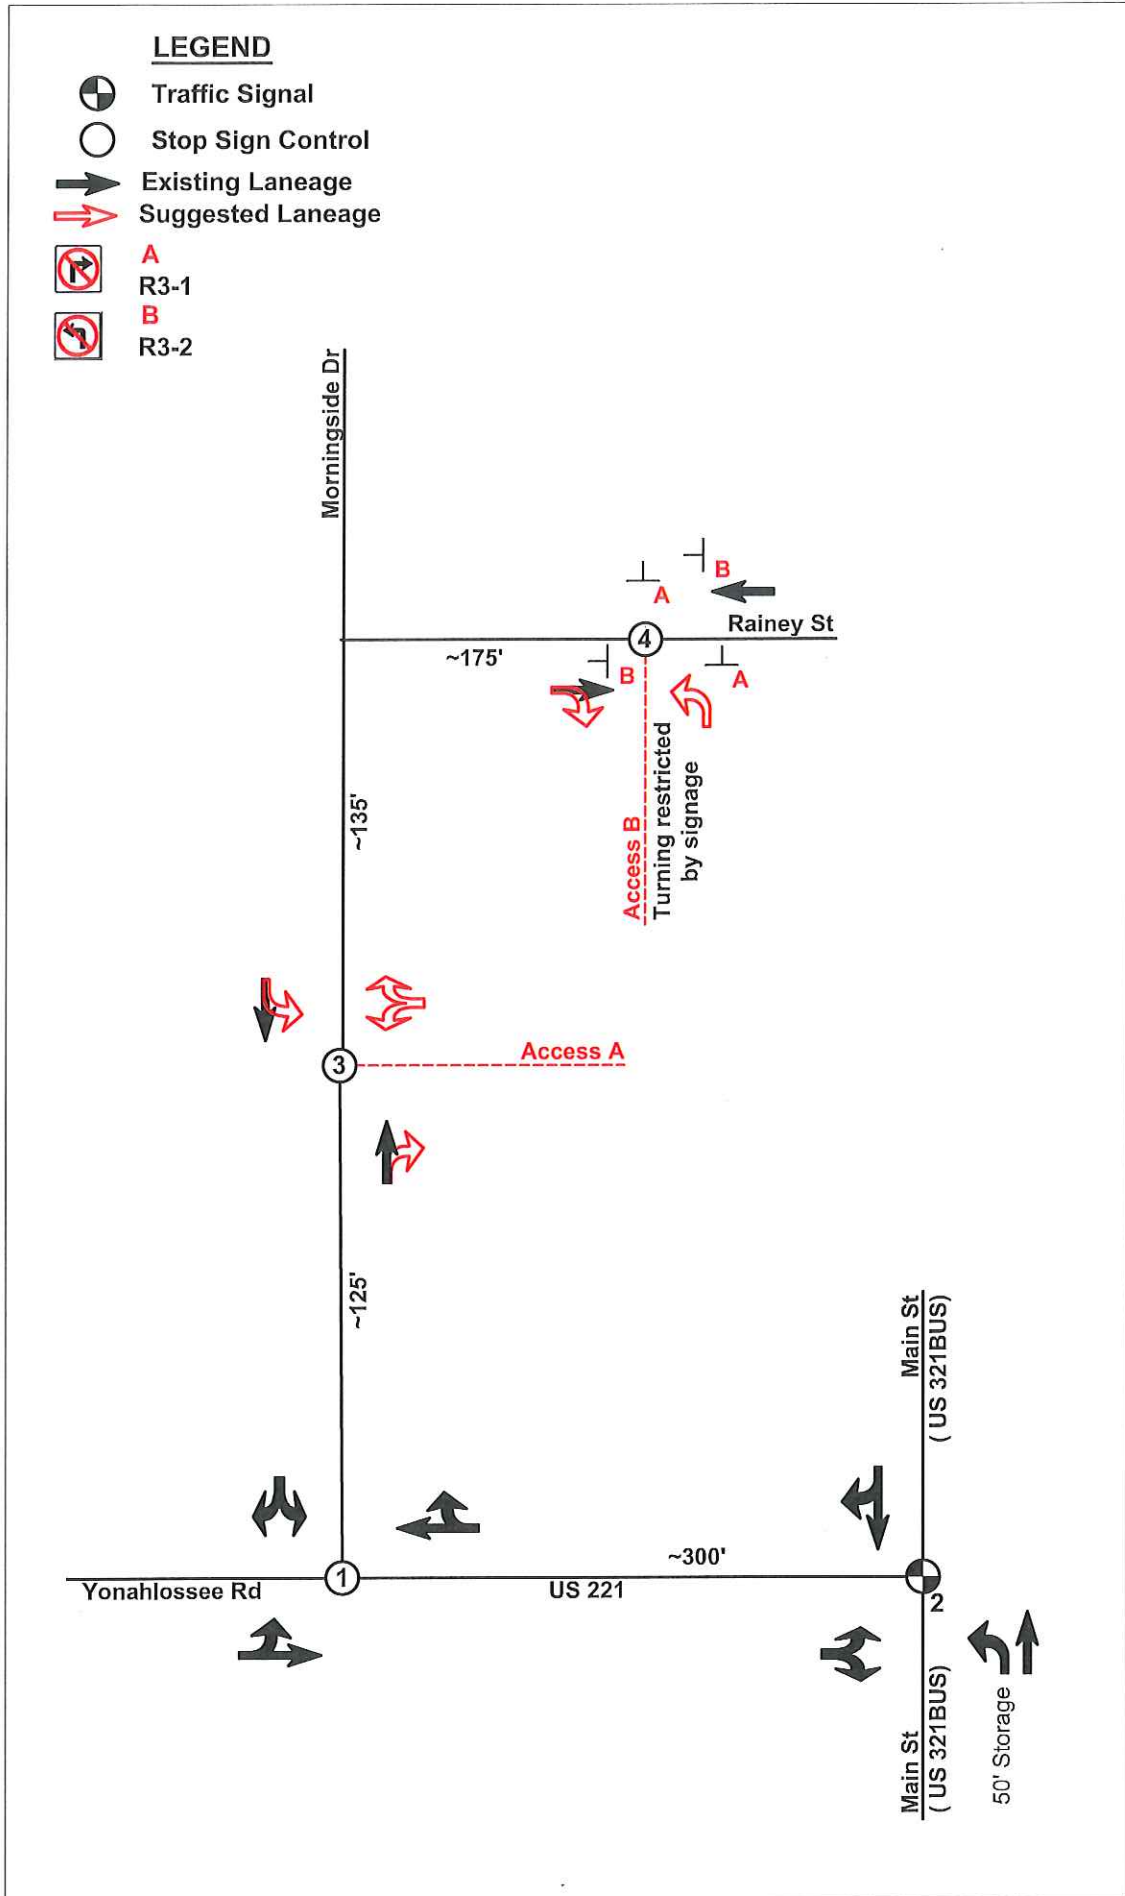 LEGEND
Traffic Signal
Stop Sign Control
Existing Laneage
Suggested Laneage
A
R3-1
B
R3-2
Morningside Dr
B
A
Rainey St
4
~175'
B
A
Turning restricted
by signage
Access B
~135'
Access A
3
~125'
Main St
( US 321BUS)
~300'
1
Yonahlossee Rd
US 221
2
Main St
( US 321BUS)
50' Storage